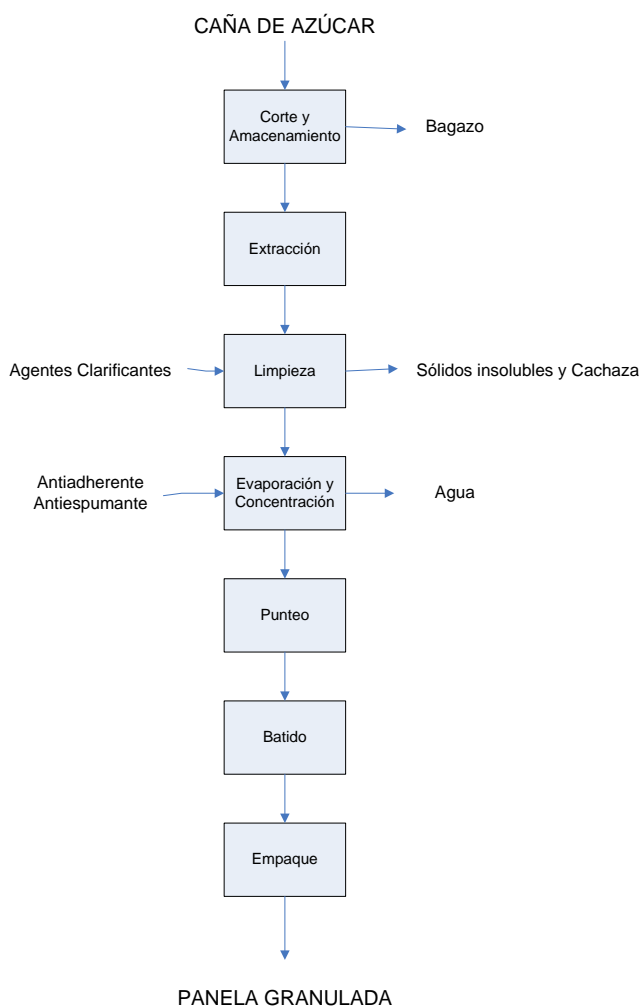 CAÑA DE AZÚCAR
Corte y
Amacenamiento
Bagazo
Extracción
Agentes Clarificantes
Limpieza
Sólidos insolubles y Cachaza
Antiadherente
Antiespumante
Evaporación y
Concentración
Agua
Punteo
Batido
Empaque
PANELA GRANULADA